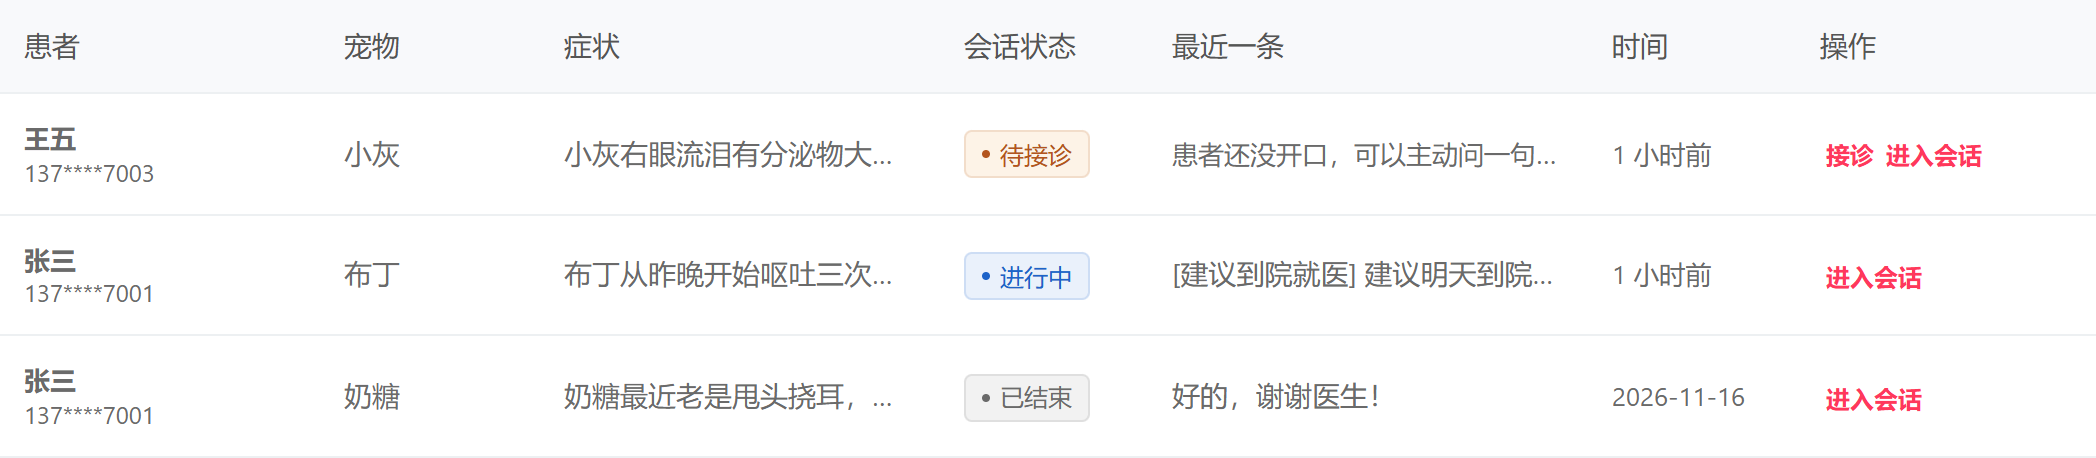 患者 宠物 症状 会话状态 最近一条 时间 操作
王五
137****7003
小灰 小灰右眼流泪有分泌物大... 待接诊 患者还没开口，可以主动问一句... 1 小时前 接诊 进入会话
张三
137****7001
布丁 布丁从昨晚开始呕吐三次... 进行中 [建议到院就医] 建议明天到院... 1 小时前 进入会话
张三
137****7001
奶糖 奶糖最近老是甩头挠耳，... 已结束 好的，谢谢医生！ 2026-11-16 进入会话